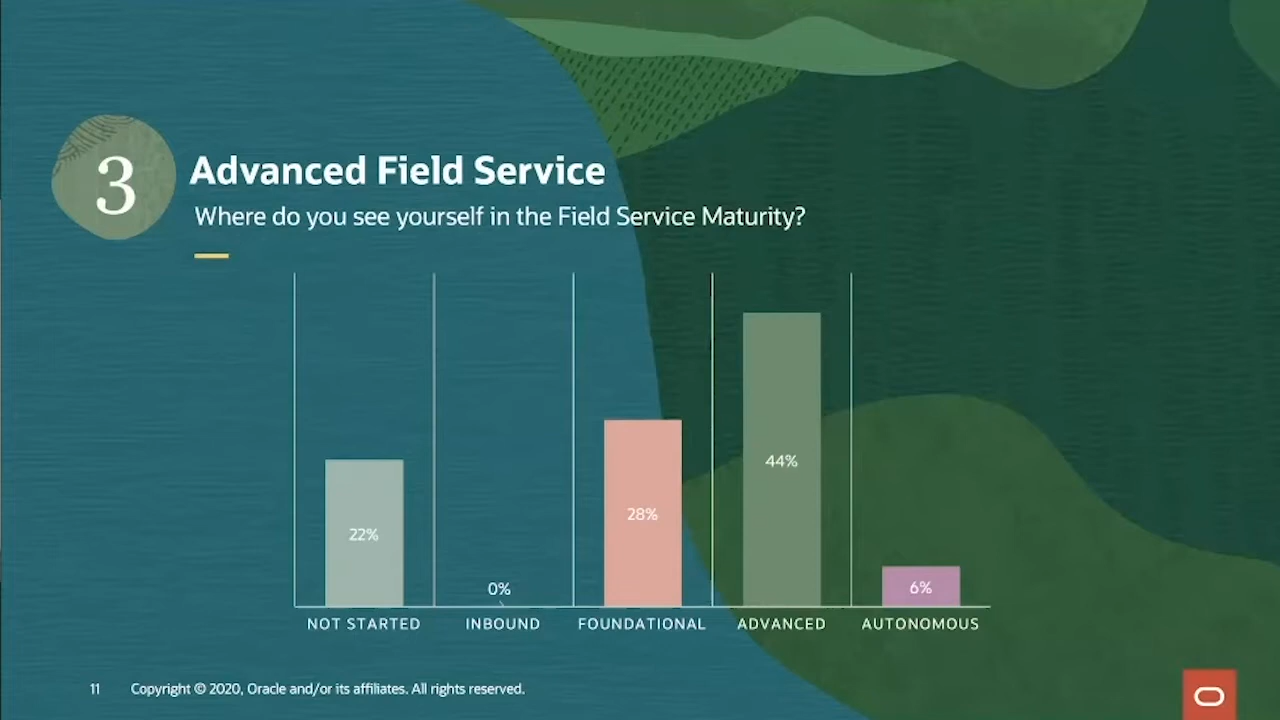 3
Advanced Field Service
Where do you see yourself in the Field Service Maturity?
44%
28%
22%
0%
6%
NOT STARTED INBOUND FOUNDATIONAL ADVANCED AUTONOMOUS
11 Copyright © 2020, Oracle and/or its affiliates. All rights reserved.